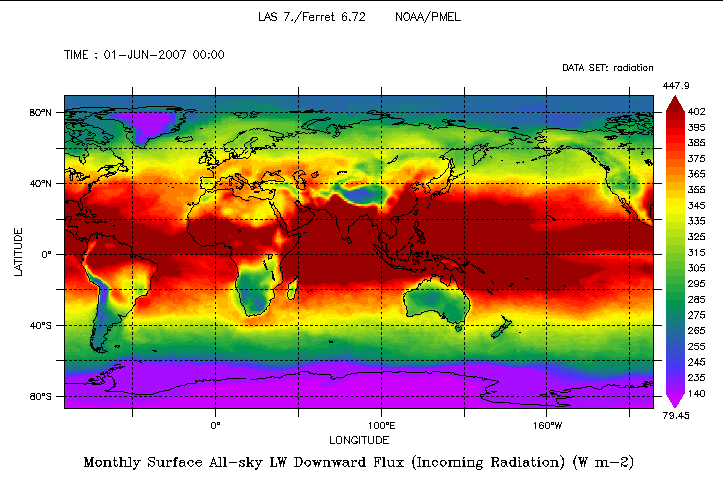 LAS 7./Ferret 6.72 NOAA/PMEL
TIME : 01-JUN-2007 00:00
DATA SET: radiation
447.9
402
395
385
375
365
355
345
335
325
315
305
295
285
275
265
255
245
235
140
79.45
80°N
40°N
0°
40°S
80°S
LATITUDE
0° 100°E 160°W
LONGITUDE
Monthly Surface All-sky LW Downward Flux (Incoming Radiation) (W m-2)